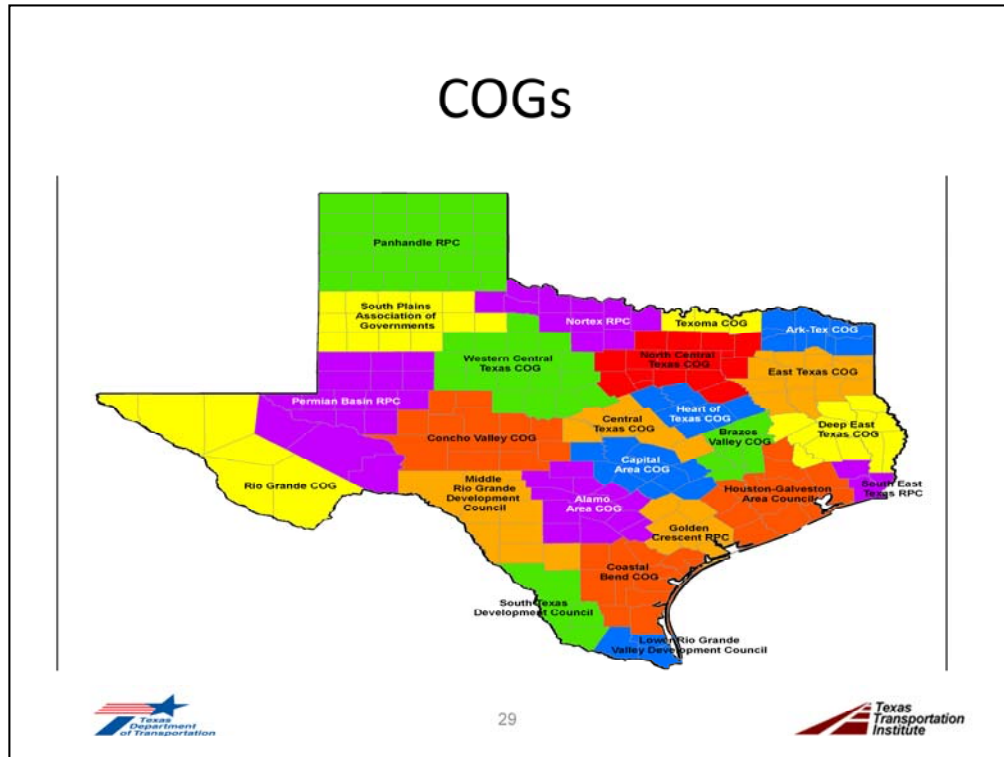 COGs
Panhandle RPC
South Plains
Association of
Governments
Nortex RPC
Texoma COG
Ark-Tex COG
Western Central
Texas COG
North Central
Texas COG
East Texas COG
Permian Basin RPC
Heart of
Texas COG
Central
Texas COG
Brazos
Valley COG
Deep East
Texas COG
Concho Valley COG
Capital
Area COG
Rio Grande COG
Middle
Rio Grande
Development
Council
Alamo
Area COG
Houston-Galveston
Area Council
South East
Texas RPC
Golden
Crescent RPC
Coastal
Bend COG
South Texas
Development Council
Lower Rio Grande
Valley Development Council
Texas
Department
of Transportation
29
Texas
Transportation
Institute